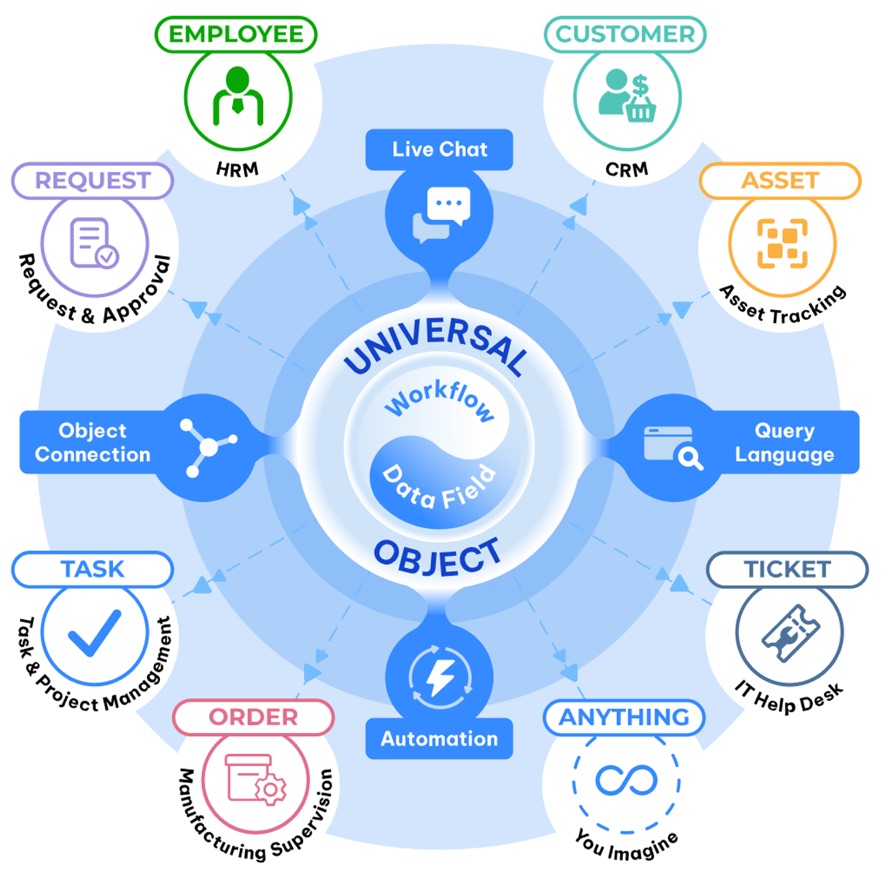 EMPLOYEE
HRM
CUSTOMER
CRM
Live Chat
REQUEST
Request & Approval
ASSET
Asset Tracking
UNIVERSAL
Workflow
Data Field
OBJECT
Object
Connection
Query
Language
TASK
Task & Project Management
TICKET
IT Help Desk
ORDER
Manufacturing Supervision
Automation
ANYTHING
You Imagine